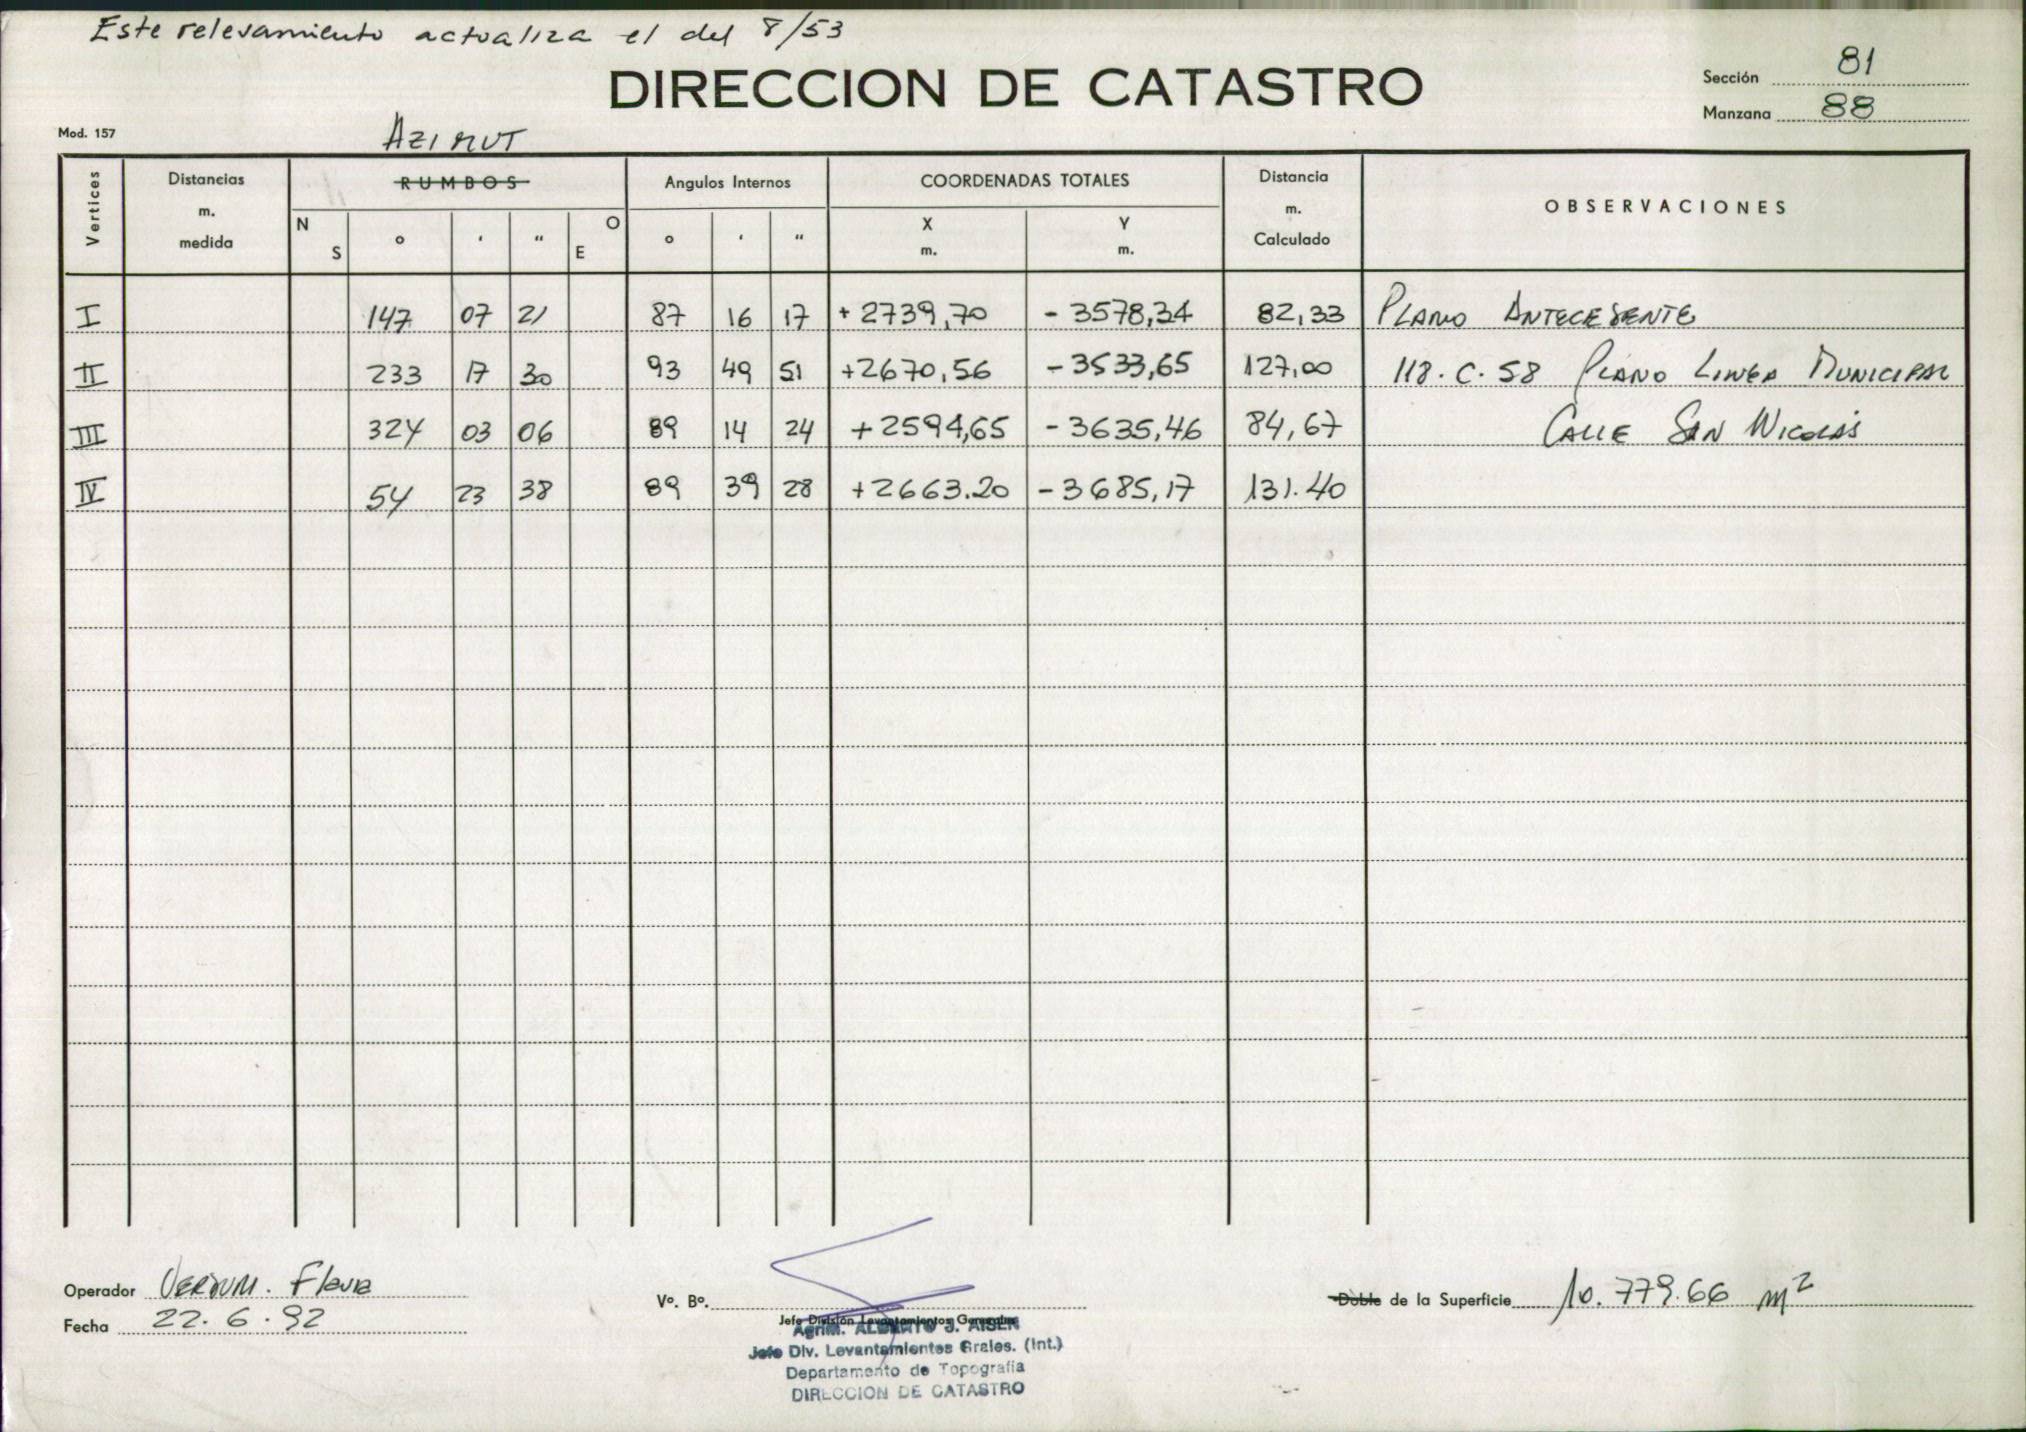 Este relevamiento actualiza el del 8/53
DIRECCION DE CATASTRO
Sección 81
Manzana 88
Mod. 157
AZIMUT
Vertices
Distancias
m.
medida
RUMBOS
N S ° ' " E O
Angulos Internos
° ' "
COORDENADAS TOTALES
X
m.
Y
m.
Distancia
m.
Calculado
OBSERVACIONES
I 147 07 21 87 16 17 +2739,70 -3578,34 82,33 PLANO ANTECEDENTE
II 233 17 30 93 49 51 +2670,56 -3533,65 127,00 118.C.58 PLANO LINEA MUNICIPAL
III 324 03 06 89 14 24 +2594,65 -3635,46 84,67 CALLE SAN NICOLÁS
IV 54 23 38 89 39 28 +2663.20 -3685,17 131.40
Operador VERDUM. Flavia
Fecha 22.6.92
Vº. Bº.
Jefe División Levantamientos Generales
Agrim. ALBERTO J. AISEN
Jefe Div. Levantamientos Grales. (Int.)
Departamento de Topografía
DIRECCION DE CATASTRO
Doble de la Superficie 10.779.66 m²